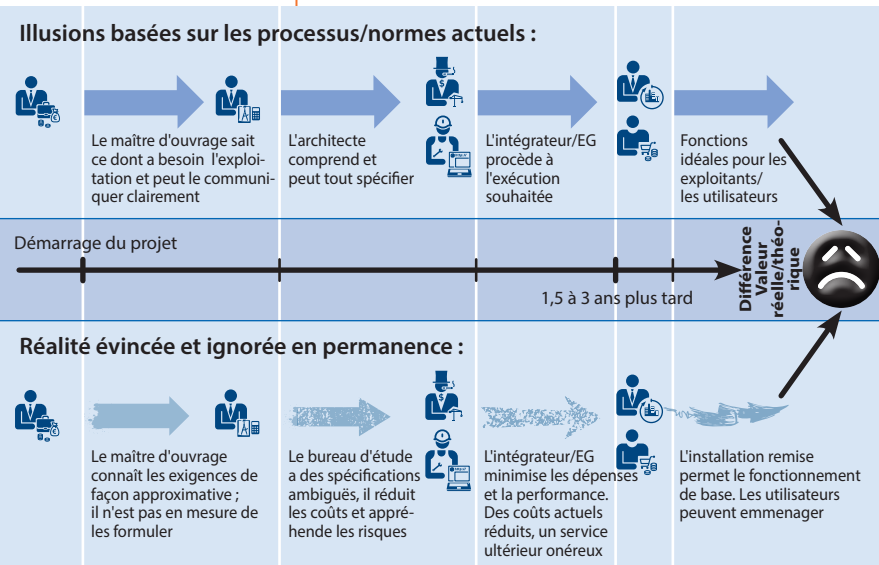 Illusions basées sur les processus/normes actuels :
Le maître d'ouvrage sait
ce dont a besoin l'exploi-
tation et peut le communi-
quer clairement
L'architecte
comprend et
peut tout spécifier
L'intégrateur/EG
procède à
l'exécution
souhaitée
Fonctions
idéales pour les
exploitants/
les utilisateurs
Démarrage du projet
1,5 à 3 ans plus tard
Différence
Valeur
réelle/théo-
rique
Réalité évincée et ignorée en permanence :
Le maître d'ouvrage
connaît les exigences de
façon approximative ;
il n'est pas en mesure de
les formuler
Le bureau d'étude
a des spécifications
ambiguës, il réduit
les coûts et appré-
hende les risques
L'intégrateur/EG
minimise les dépenses
et la performance.
Des coûts actuels
réduits, un service
ultérieur onéreux
L'installation remise
permet le fonctionnement
de base. Les utilisateurs
peuvent emmenager